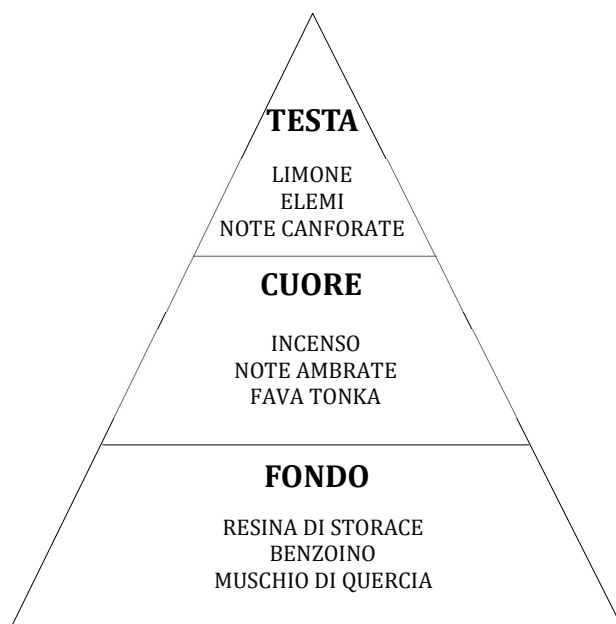 TESTA
LIMONE
ELEMI
NOTE CANFORATE
CUORE
INCENSO
NOTE AMBRATE
FAVA TONKA
FONDO
RESINA DI STORACE
BENZOINO
MUSCHIO DI QUERCIA